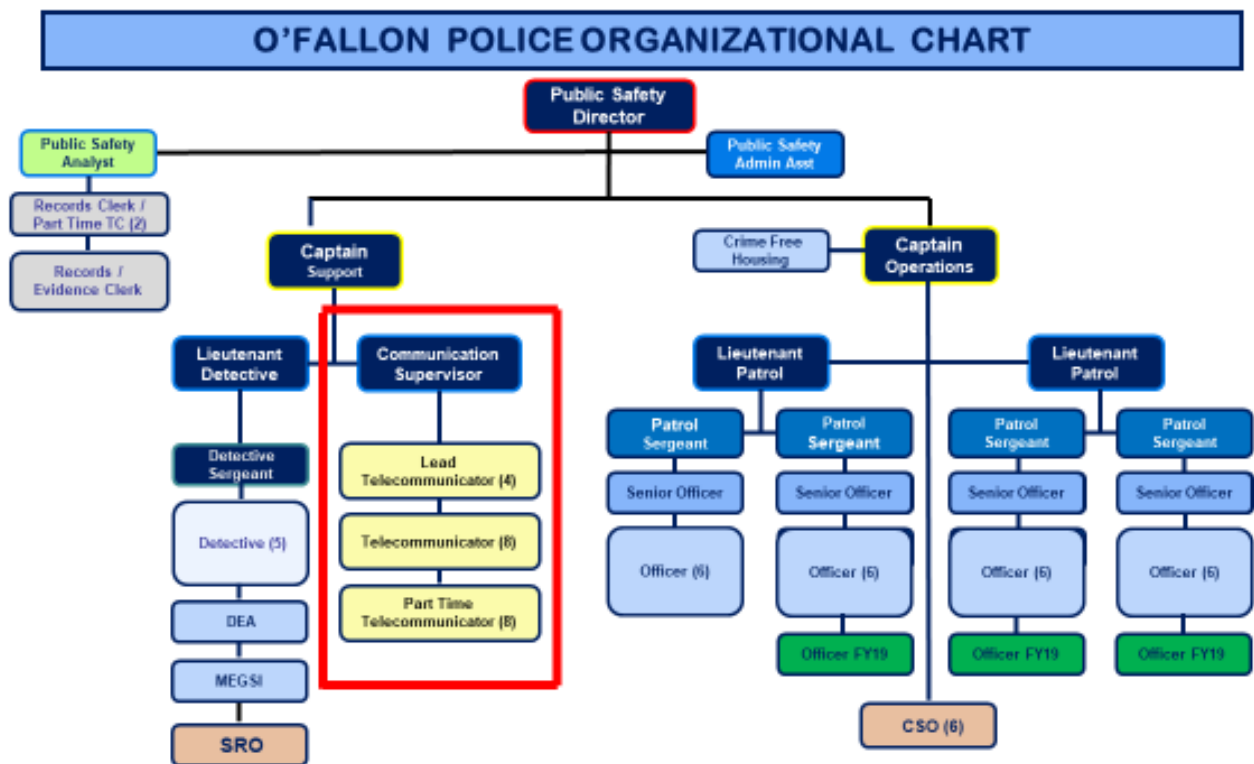 O'FALLON POLICE ORGANIZATIONAL CHART
Public Safety
Director
Public Safety
Analyst
Public Safety
Admin Asst
Records Clerk /
Part Time TC (2)
Records /
Evidence Clerk
Captain
Support
Crime Free
Housing
Captain
Operations
Lieutenant
Detective
Communication
Supervisor
Lieutenant
Patrol
Lieutenant
Patrol
Detective
Sergeant
Detective (5)
DEA
MEGSI
SRO
Lead
Telecommunicator (4)
Telecommunicator (8)
Part Time
Telecommunicator (8)
Patrol
Sergeant
Senior Officer
Officer (6)
Patrol
Sergeant
Senior Officer
Officer (6)
Officer FY19
Patrol
Sergeant
Senior Officer
Officer (6)
Officer FY19
Patrol
Sergeant
Senior Officer
Officer (6)
Officer FY19
CSO (6)